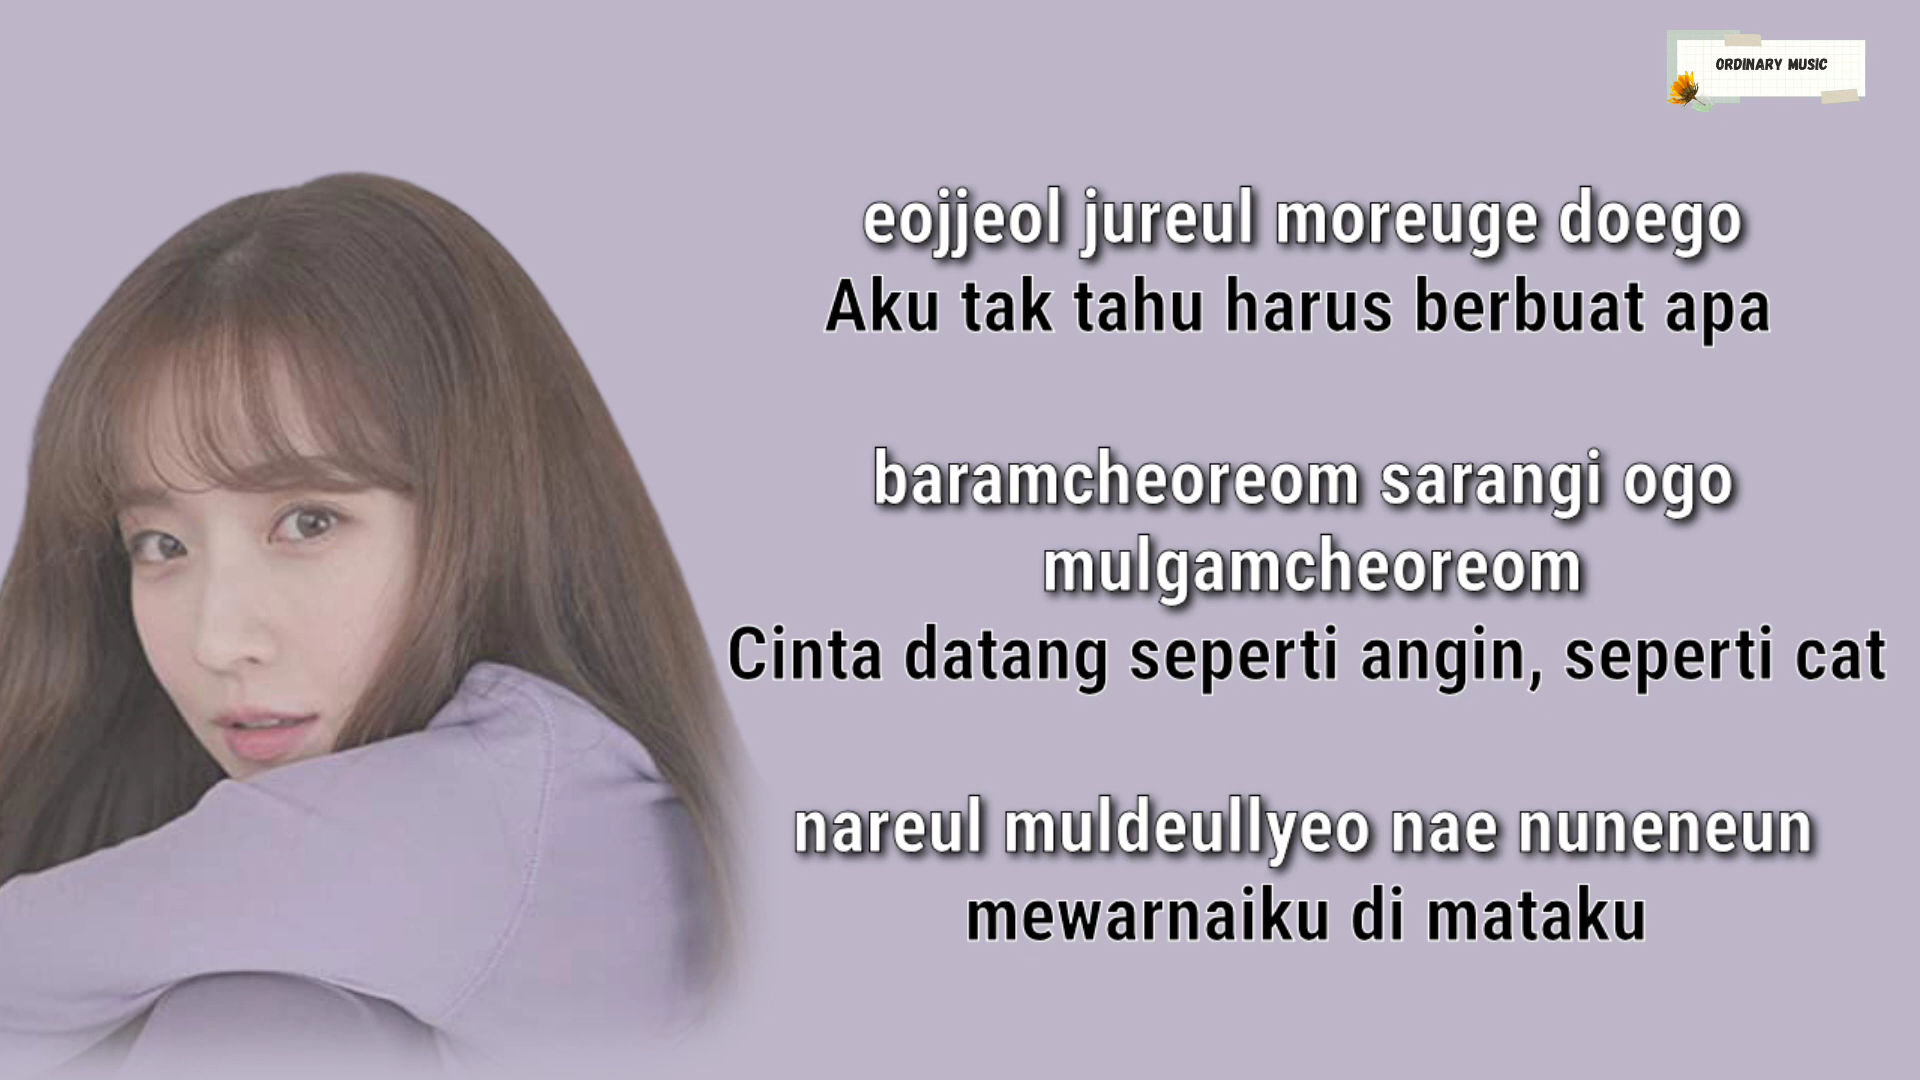 ORDINARY MUSIC
eojjeol jureul moreuge doego
Aku tak tahu harus berbuat apa
baramcheoreom sarangi ogo
mulgamcheoreom
Cinta datang seperti angin, seperti cat
nareul muldeullyeo nae nuneneun
mewarnaiku di mataku